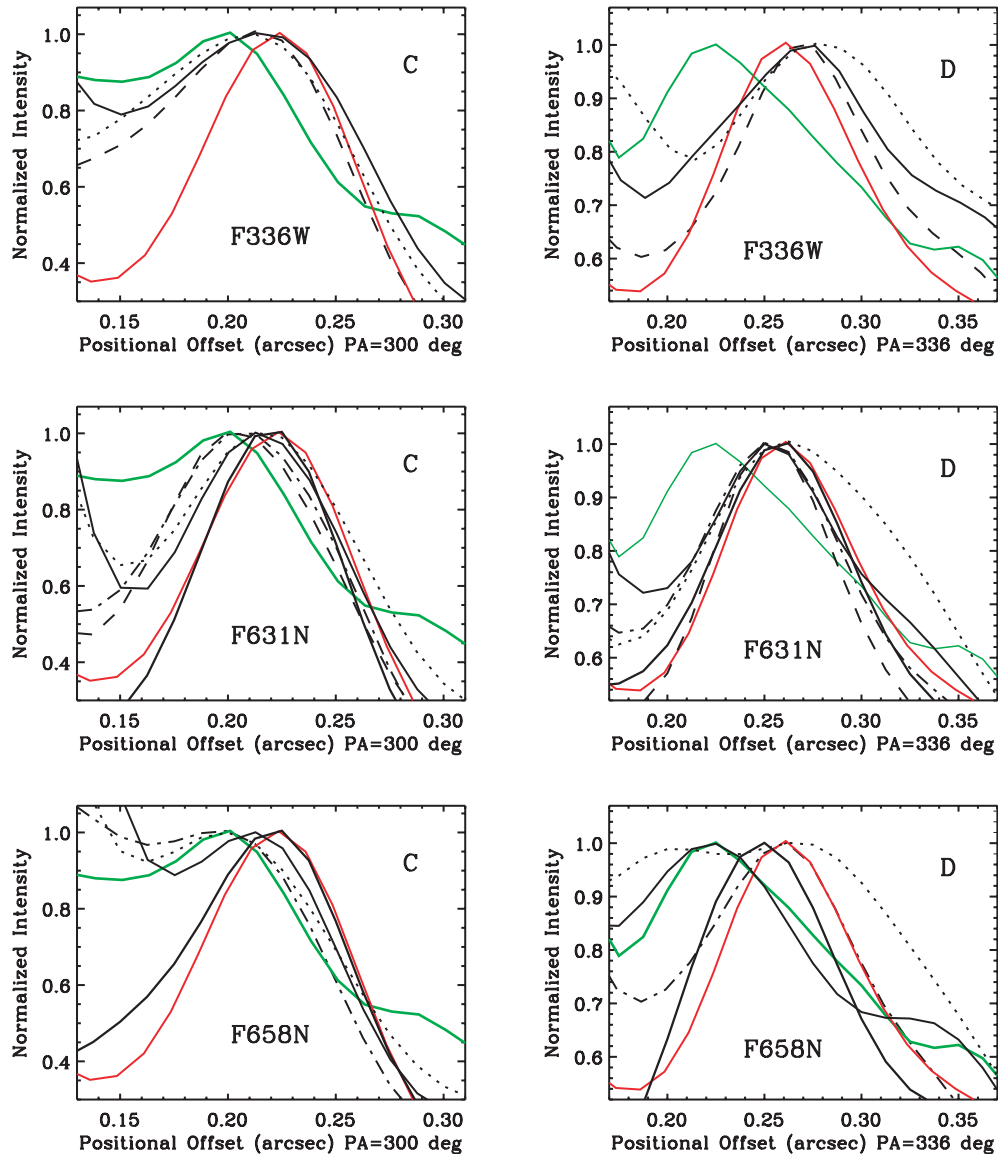 Normalized Intensity
1.0
0.8
0.6
0.4
C
F336W
0.15 0.20 0.25 0.30
Positional Offset (arcsec) PA=300 deg
Normalized Intensity
1.0
0.9
0.8
0.7
0.6
D
F336W
0.20 0.25 0.30 0.35
Positional Offset (arcsec) PA=336 deg
Normalized Intensity
1.0
0.8
0.6
0.4
C
F631N
0.15 0.20 0.25 0.30
Positional Offset (arcsec) PA=300 deg
Normalized Intensity
1.0
0.9
0.8
0.7
0.6
D
F631N
0.20 0.25 0.30 0.35
Positional Offset (arcsec) PA=336 deg
Normalized Intensity
1.0
0.8
0.6
0.4
C
F658N
0.15 0.20 0.25 0.30
Positional Offset (arcsec) PA=300 deg
Normalized Intensity
1.0
0.9
0.8
0.7
0.6
D
F658N
0.20 0.25 0.30 0.35
Positional Offset (arcsec) PA=336 deg